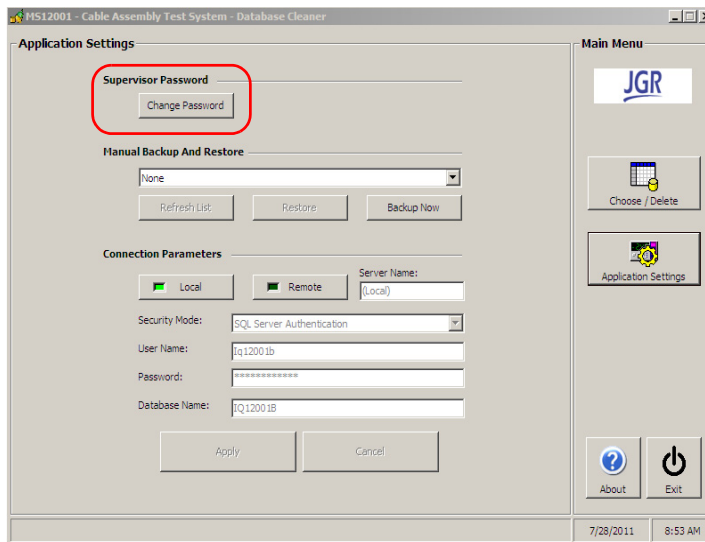 MS12001 - Cable Assembly Test System - Database Cleaner
Application Settings
Supervisor Password
Change Password
Manual Backup And Restore
None
Refresh List
Restore
Backup Now
Connection Parameters
Local
Remote
Server Name:
(Local)
Security Mode:
SQL Server Authentication
User Name:
Iq12001b
Password:
************
Database Name:
IQ12001B
Apply
Cancel
Main Menu
JGR
Choose / Delete
Application Settings
?
About
Exit
7/28/2011
8:53 AM